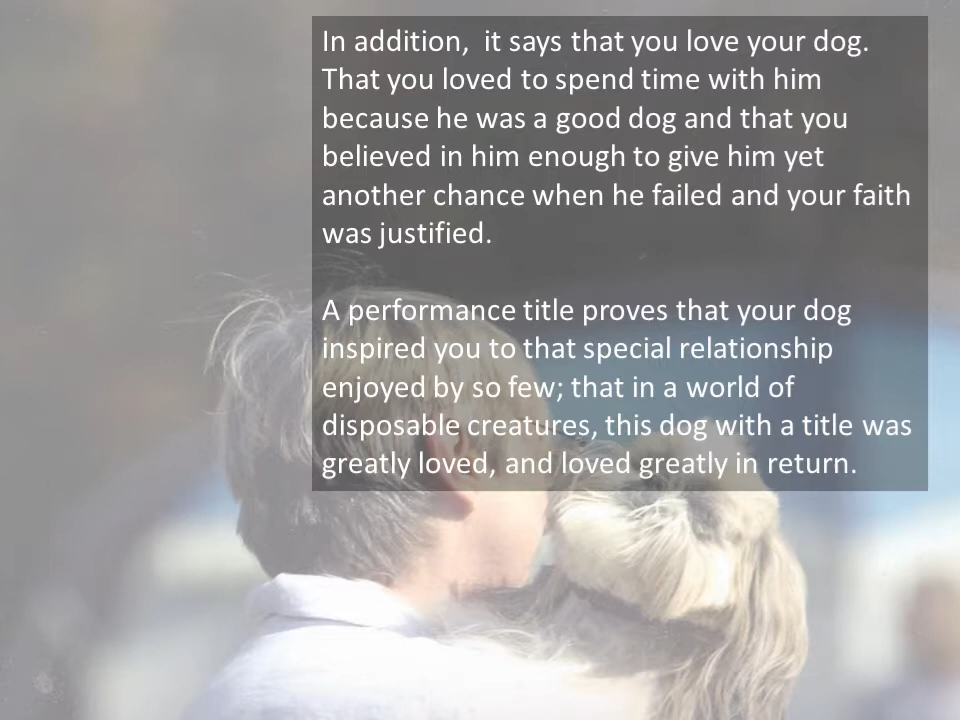 In addition,  it says that you love your dog.
That you loved to spend time with him
because he was a good dog and that you
believed in him enough to give him yet
another chance when he failed and your faith
was justified.

A performance title proves that your dog
inspired you to that special relationship
enjoyed by so few; that in a world of
disposable creatures, this dog with a title was
greatly loved, and loved greatly in return.